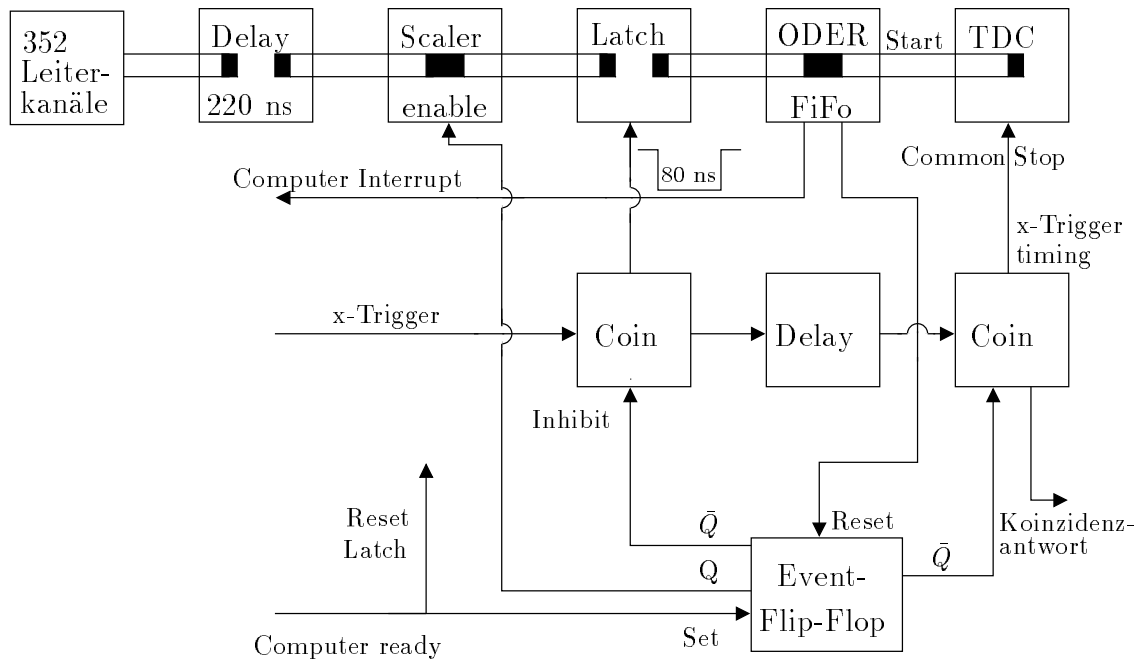 352
Leiter-
kanäle
Delay
220 ns
Scaler
enable
Latch
ODER
FiFo
Start
TDC
80 ns
Common Stop
Computer Interrupt
x-Trigger
timing
x-Trigger
Coin
Delay
Coin
Inhibit
Reset
Latch
Q̄
Q
Reset
Q̄
Koinzidenz-
antwort
Event-
Flip-Flop
Computer ready
Set